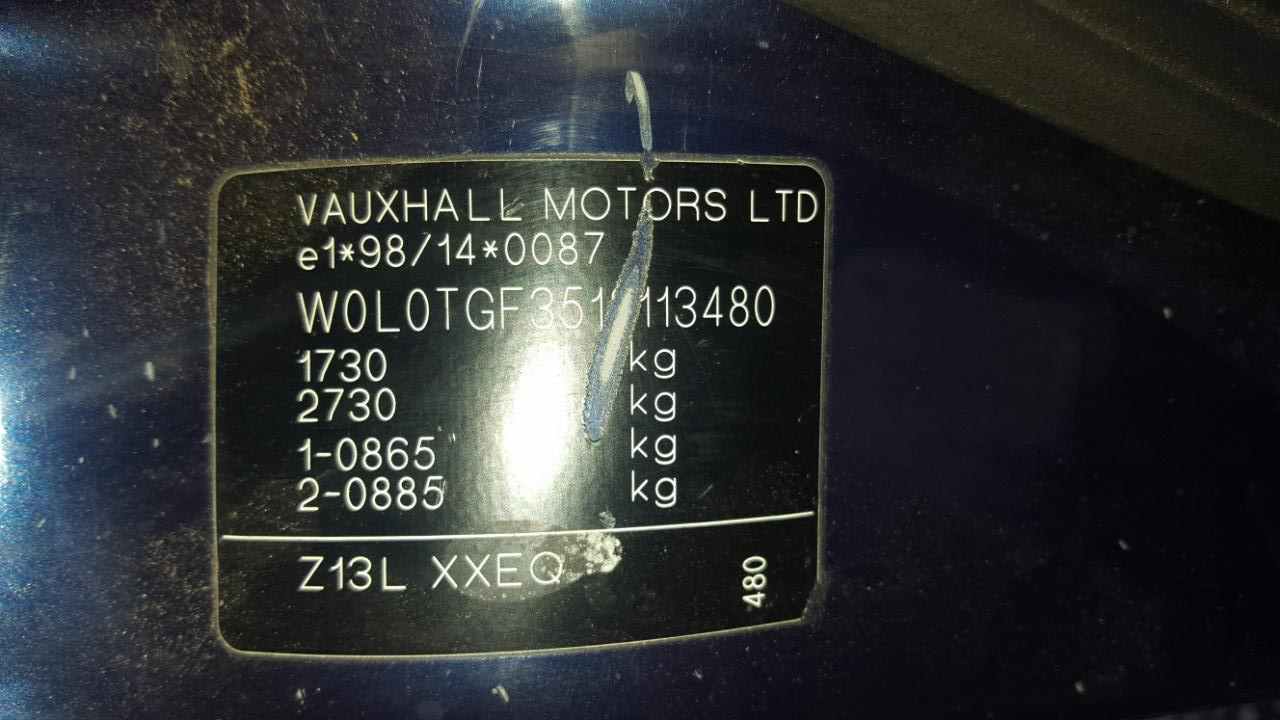 VAUXHALL MOTORS LTD
e1*98/14*0087
1730 kg
2730 kg
1-0865 kg
2-0885 kg
Z13L XXEQ
480